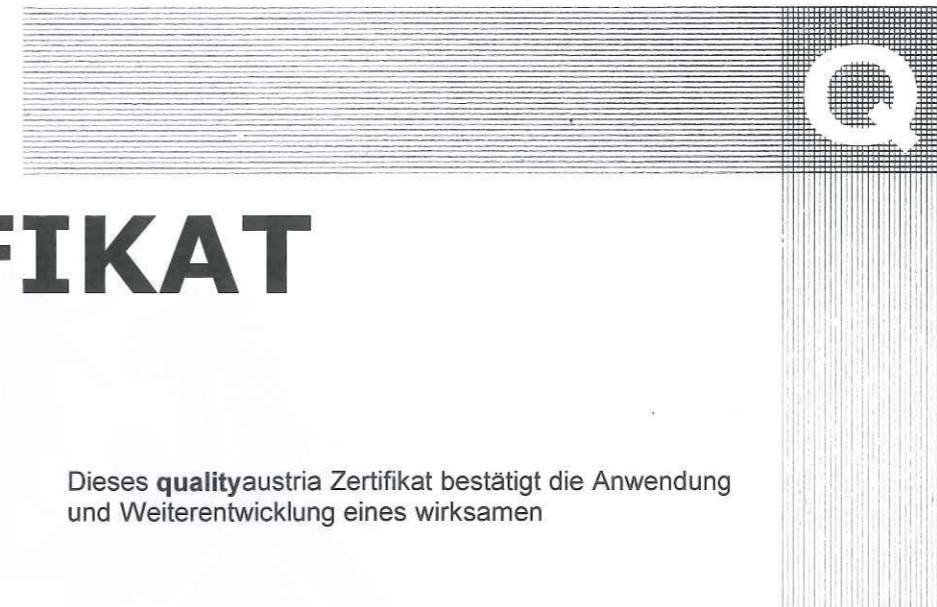 Q
FIKAT
Dieses qualityaustria Zertifikat bestätigt die Anwendung
und Weiterentwicklung eines wirksamen